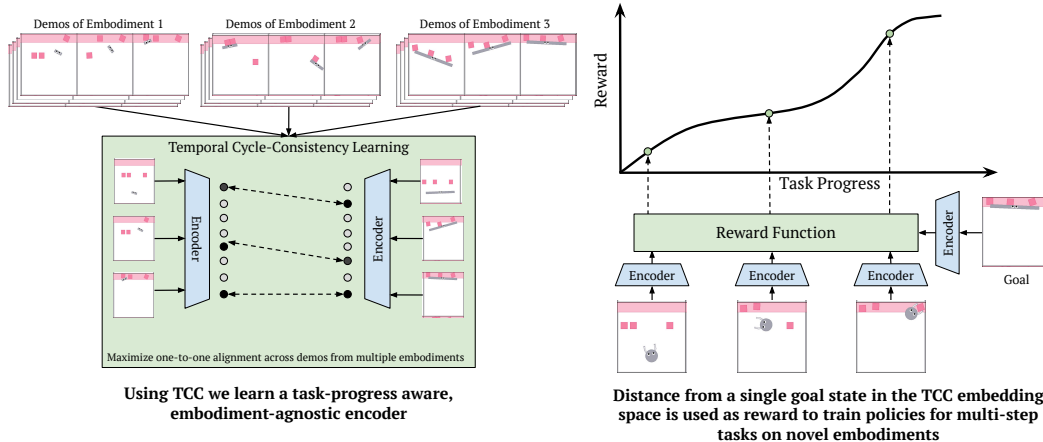 Demos of Embodiment 1
Demos of Embodiment 2
Demos of Embodiment 3
Temporal Cycle-Consistency Learning
Encoder
Encoder
Maximize one-to-one alignment across demos from multiple embodiments
Using TCC we learn a task-progress aware,
embodiment-agnostic encoder
Reward
Task Progress
Reward Function
Encoder
Encoder
Encoder
Encoder
Goal
Distance from a single goal state in the TCC embedding
space is used as reward to train policies for multi-step
tasks on novel embodiments